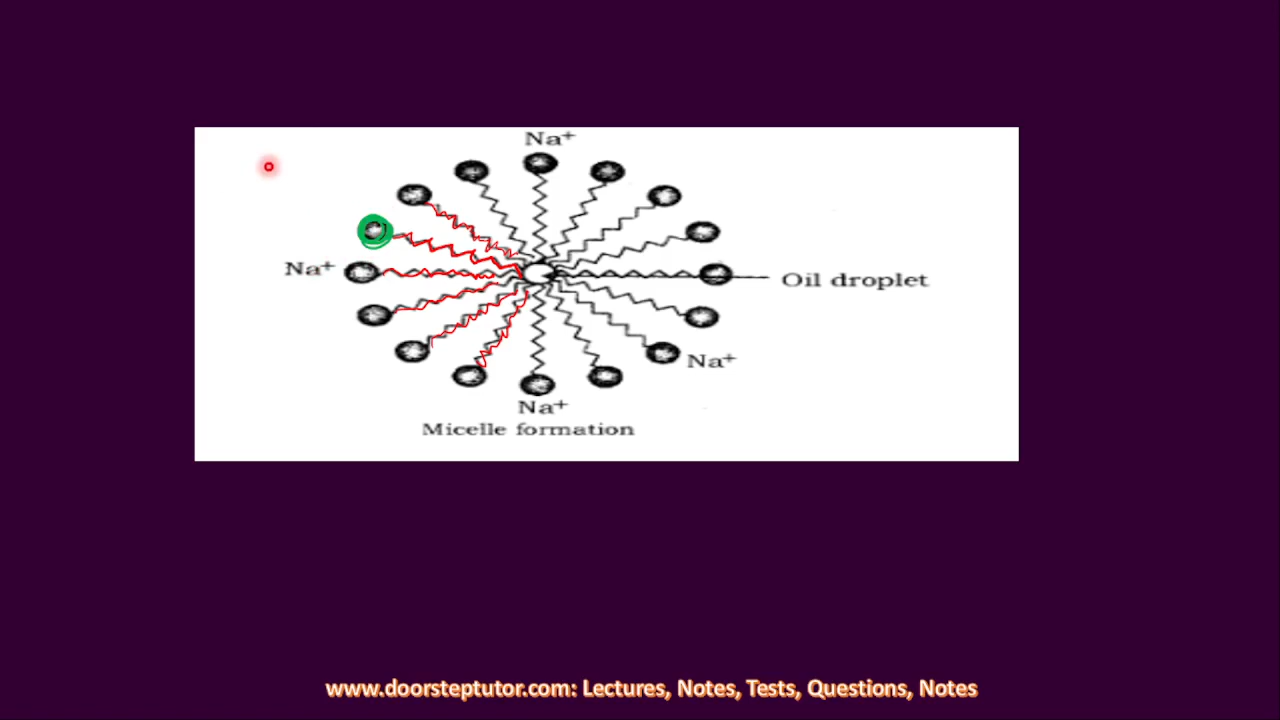 Na+
Na+
Oil droplet
Na+
Na+
Micelle formation
www.doorsteptutor.com: Lectures, Notes, Tests, Questions, Notes